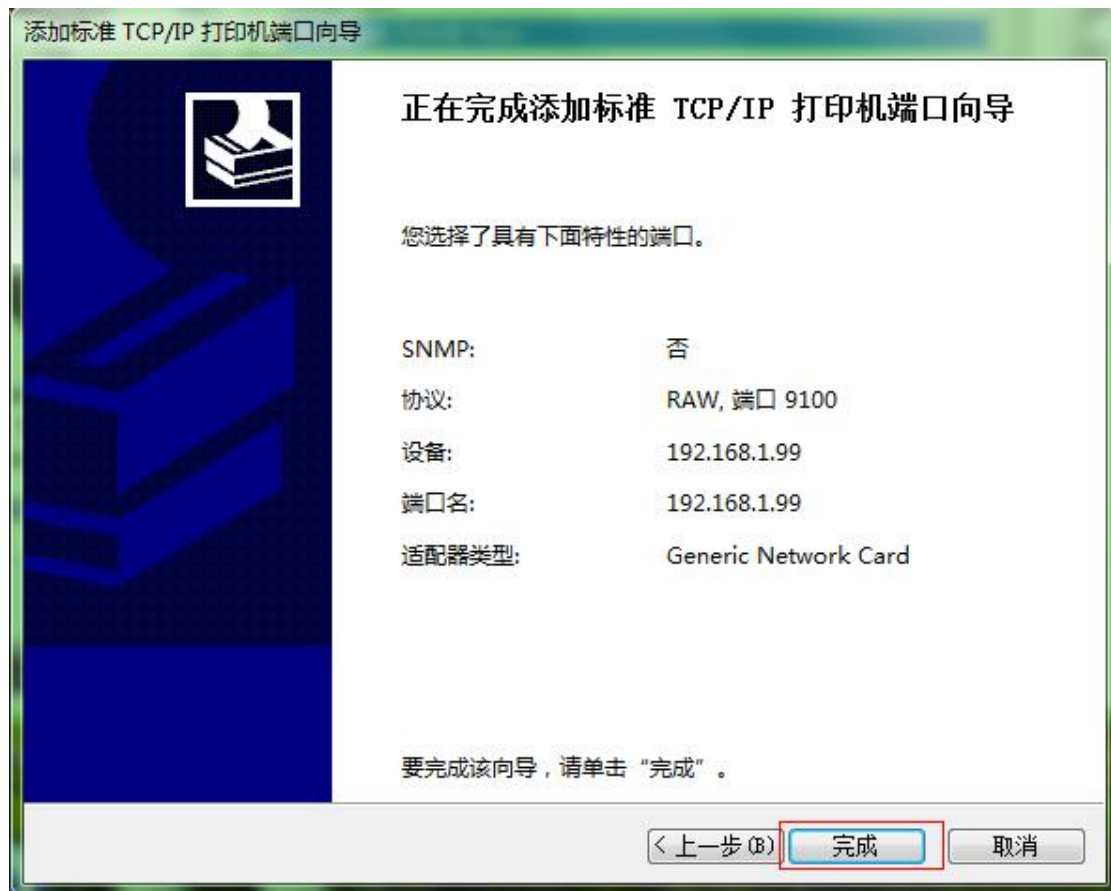 添加标准 TCP/IP 打印机端口向导
正在完成添加标准 TCP/IP 打印机端口向导
您选择了具有下面特性的端口。
SNMP: 否
协议: RAW, 端口 9100
设备: 192.168.1.99
端口名: 192.168.1.99
适配器类型: Generic Network Card
要完成该向导，请单击“完成”。
< 上一步(B) 完成 取消